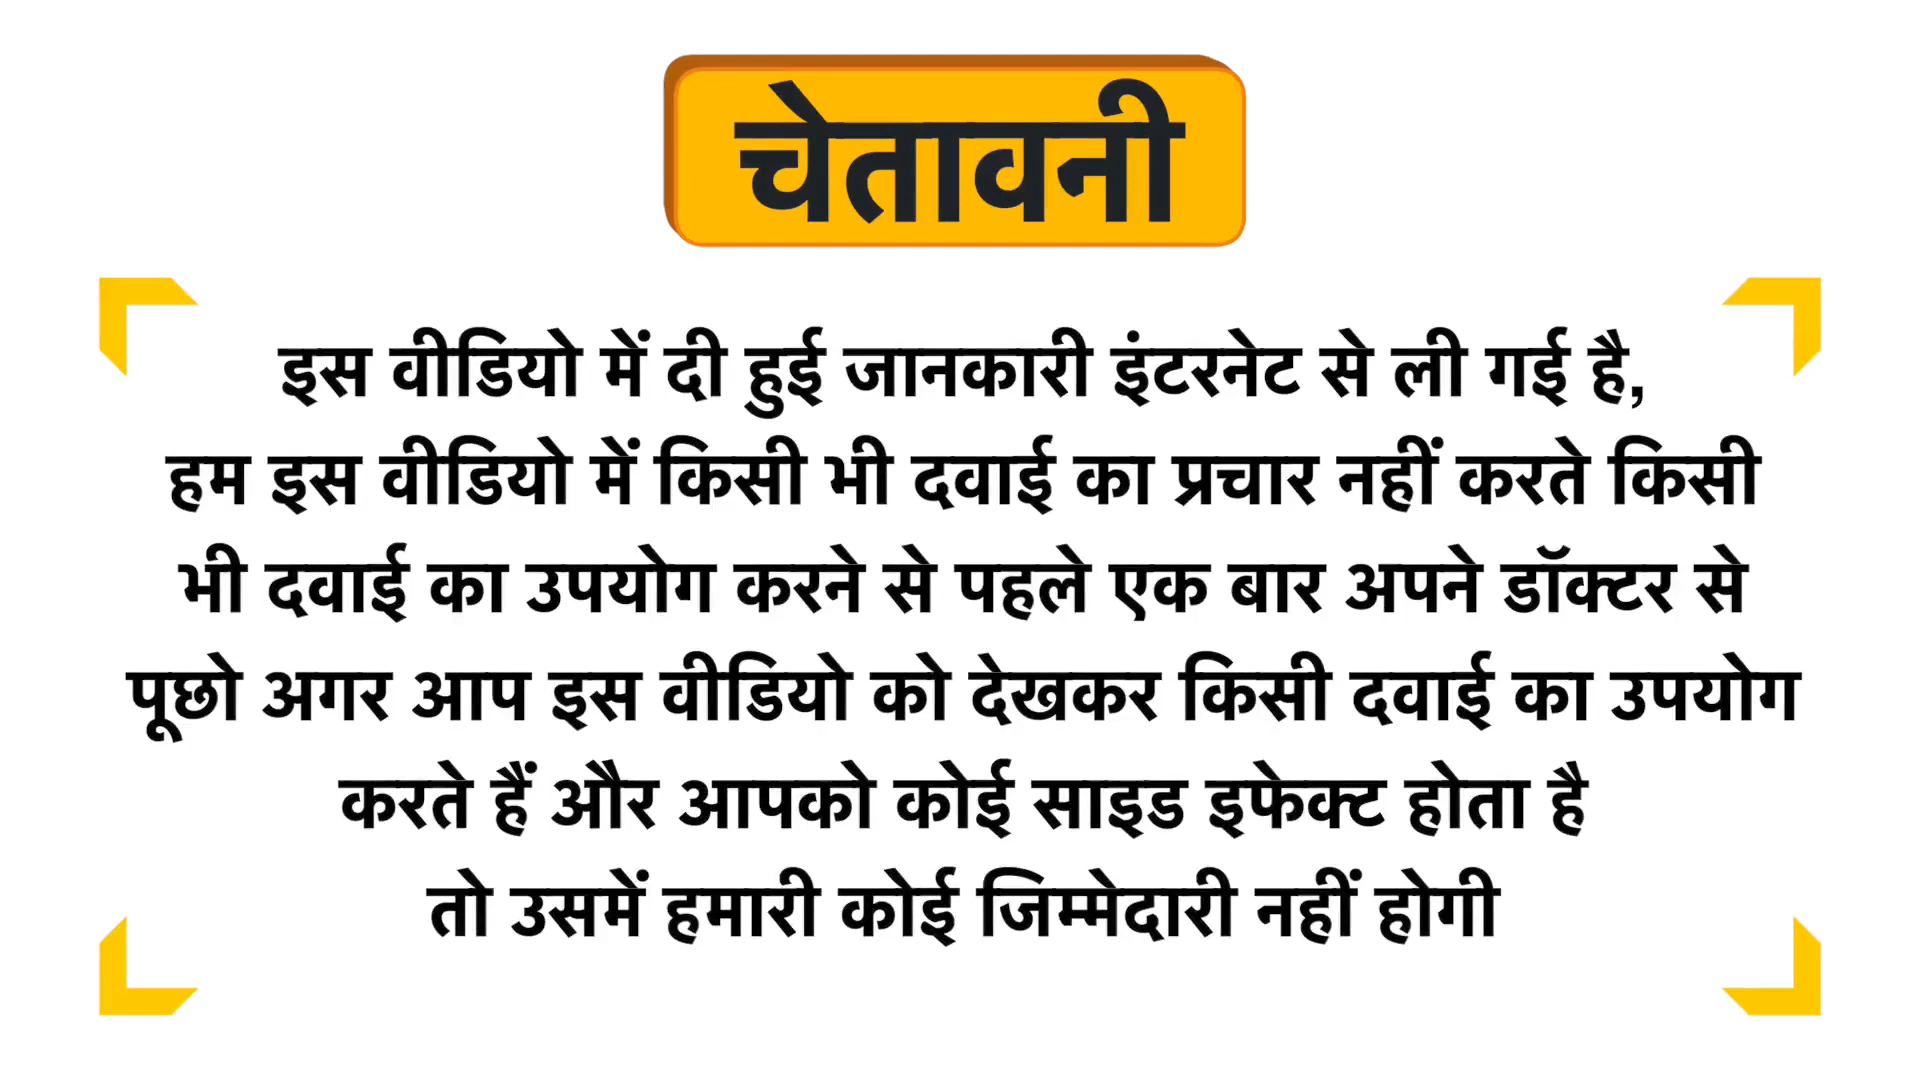 चेतावनी
इस वीडियो में दी हुई जानकारी इंटरनेट से ली गई है,
हम इस वीडियो में किसी भी दवाई का प्रचार नहीं करते किसी
भी दवाई का उपयोग करने से पहले एक बार अपने डॉक्टर से
पूछो अगर आप इस वीडियो को देखकर किसी दवाई का उपयोग
करते हैं और आपको कोई साइड इफेक्ट होता है
तो उसमें हमारी कोई जिम्मेदारी नहीं होगी